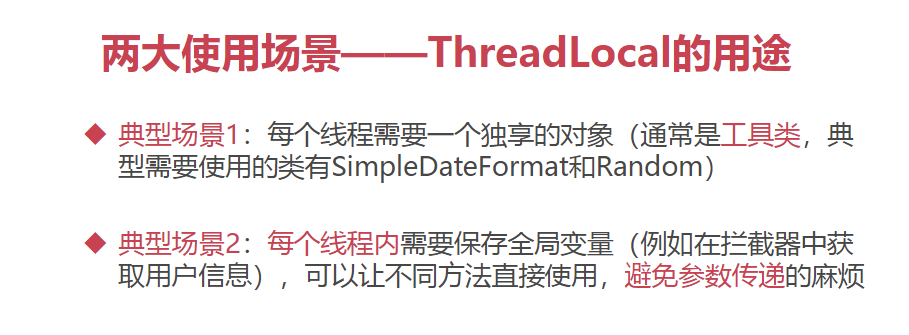 两大使用场景——ThreadLocal的用途
◆ 典型场景1：每个线程需要一个独享的对象（通常是工具类，典
型需要使用的类有SimpleDateFormat和Random）
◆ 典型场景2：每个线程内需要保存全局变量（例如在拦截器中获
取用户信息），可以让不同方法直接使用，避免参数传递的麻烦